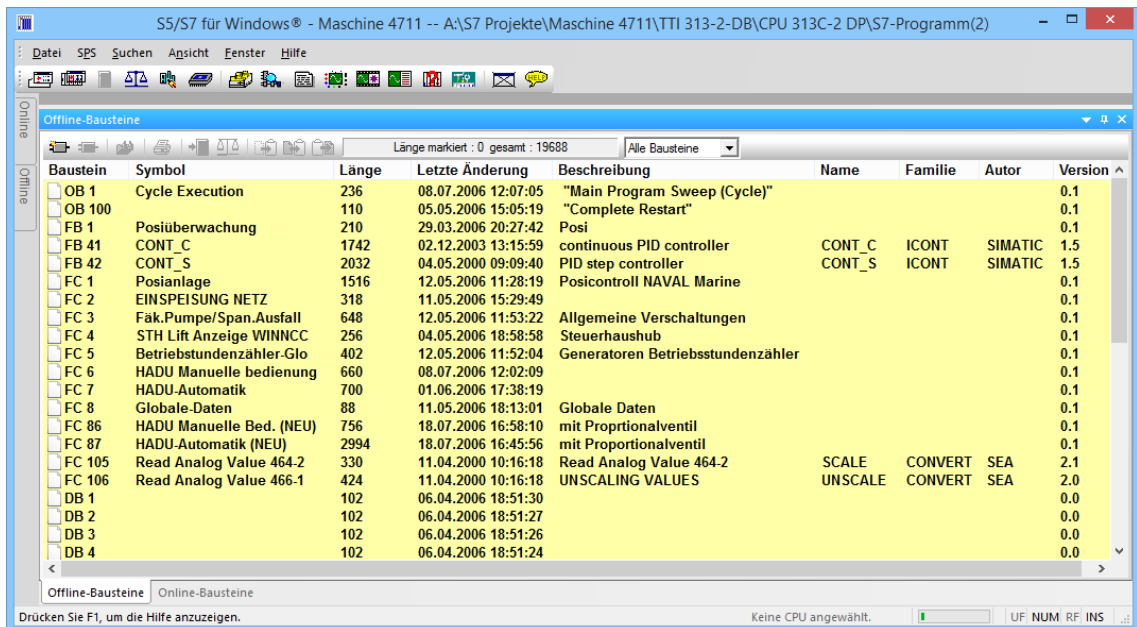 S5/S7 für Windows® - Maschine 4711 -- A:\S7 Projekte\Maschine 4711\TTI 313-2-DB\CPU 313C-2 DP\S7-Programm(2)
Datei SPS Suchen Ansicht Fenster Hilfe
HELP
Online
Offline
Offline-Bausteine
Länge markiert : 0 gesamt : 19688 Alle Bausteine
Baustein Symbol Länge Letzte Änderung Beschreibung Name Familie Autor Version
OB 1 Cycle Execution 236 08.07.2006 12:07:05 "Main Program Sweep (Cycle)" 0.1
OB 100 110 05.05.2006 15:05:19 "Complete Restart" 0.1
FB 1 Posiüberwachung 210 29.03.2006 20:27:42 Posi 0.1
FB 41 CONT_C 1742 02.12.2003 13:15:59 continuous PID controller CONT_C ICONT SIMATIC 1.5
FB 42 CONT_S 2032 04.05.2000 09:09:40 PID step controller CONT_S ICONT SIMATIC 1.5
FC 1 Posianlage 1516 12.05.2006 11:28:19 Posicontroll NAVAL Marine 0.1
FC 2 EINSPEISUNG NETZ 318 11.05.2006 15:29:49 0.1
FC 3 Fäk.Pumpe/Span.Ausfall 648 12.05.2006 11:53:22 Allgemeine Verschaltungen 0.1
FC 4 STH Lift Anzeige WINNCC 256 04.05.2006 18:58:58 Steuerhaushub 0.1
FC 5 Betriebstundenzähler-Glo 402 12.05.2006 11:52:04 Generatoren Betriebsstundenzähler 0.1
FC 6 HADU Manuelle bedienung 660 08.07.2006 12:02:09 0.1
FC 7 HADU-Automatik 700 01.06.2006 17:38:19 0.1
FC 8 Globale-Daten 88 11.05.2006 18:13:01 Globale Daten 0.1
FC 86 HADU Manuelle Bed. (NEU) 756 18.07.2006 16:58:10 mit Proprtionalventil 0.1
FC 87 HADU-Automatik (NEU) 2994 18.07.2006 16:45:56 mit Proportionalventil 0.1
FC 105 Read Analog Value 464-2 330 11.04.2000 10:16:18 Read Analog Value 464-2 SCALE CONVERT SEA 2.1
FC 106 Read Analog Value 466-1 424 11.04.2000 10:16:18 UNSCALING VALUES UNSCALE CONVERT SEA 2.0
DB 1 102 06.04.2006 18:51:30 0.0
DB 2 102 06.04.2006 18:51:27 0.0
DB 3 102 06.04.2006 18:51:26 0.0
DB 4 102 06.04.2006 18:51:24 0.0
Offline-Bausteine Online-Bausteine
Drücken Sie F1, um die Hilfe anzuzeigen. Keine CPU angewählt. UF NUM RF INS